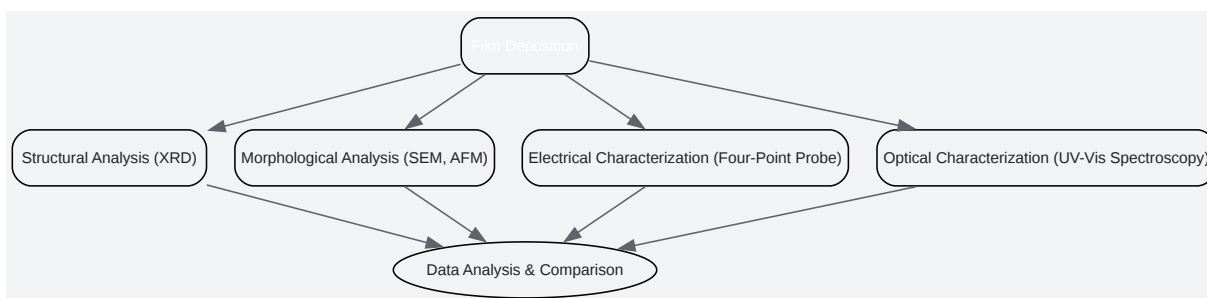 Film Deposition
Structural Analysis (XRD)
Morphological Analysis (SEM, AFM)
Electrical Characterization (Four-Point Probe)
Optical Characterization (UV-Vis Spectroscopy)
Data Analysis & Comparison